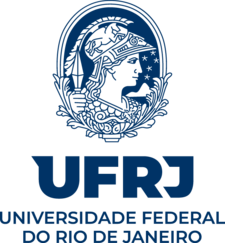 UFRJ
UNIVERSIDADE FEDERAL
DO RIO DE JANEIRO